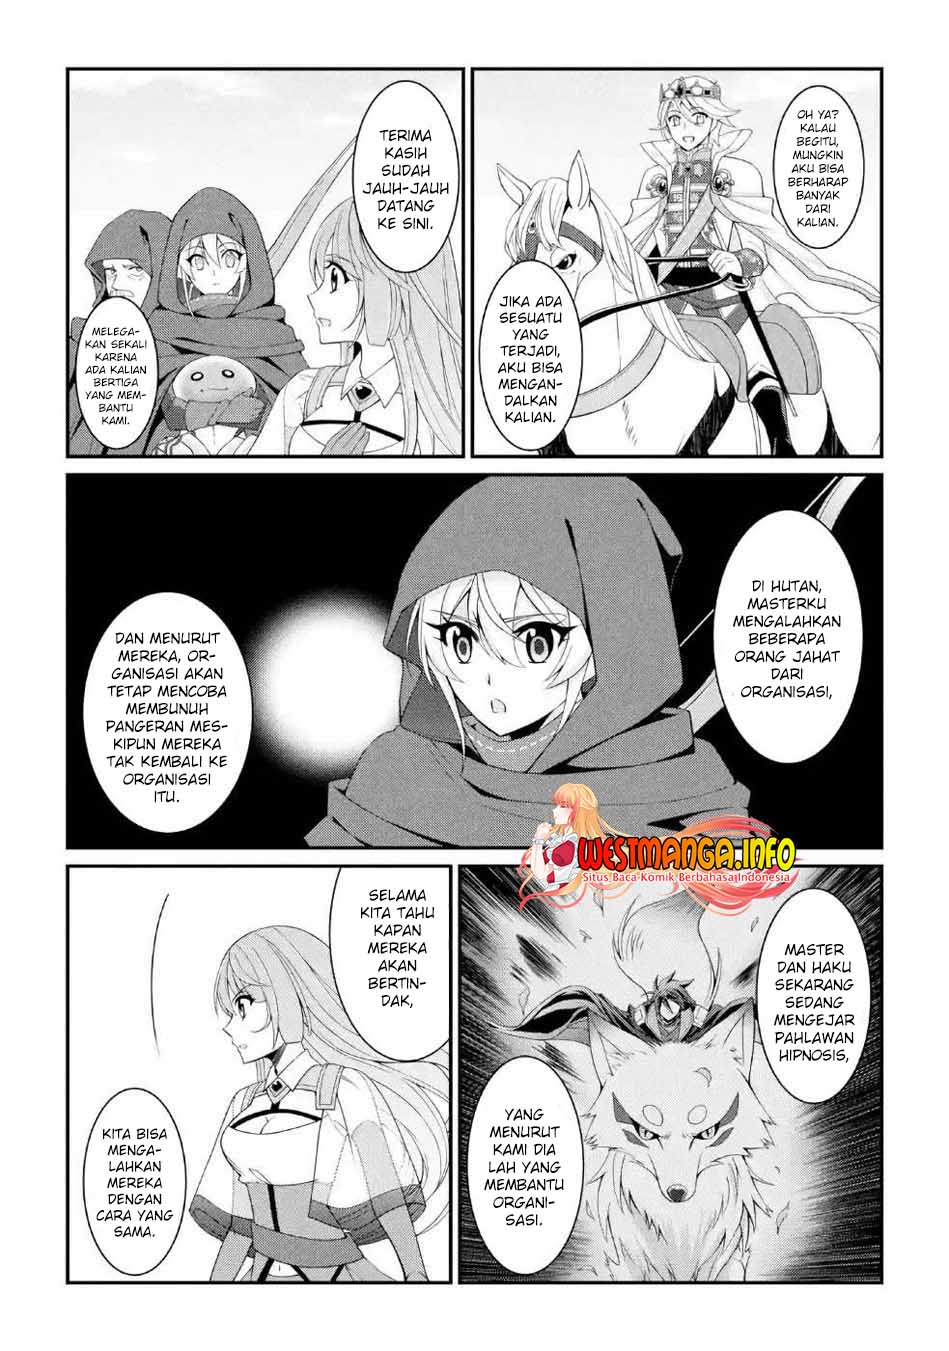 OH YA?
KALAU
BEGITU,
MUNGKIN
AKU BISA
BERHARAP
BANYAK
DARI
KALIAN.
JIKA ADA
SESUATU
YANG
TERJADI,
AKU BISA
MENGAN-
DALKAN
KALIAN.
TERIMA
KASIH
SUDAH
JAUH-JAUH
DATANG
KE SINI.
MELEGA-
KAN SEKALI
KARENA
ADA KALIAN
BERTIGA
YANG MEM-
BANTU
KAMI.
DI HUTAN,
MASTERKU
MENGALAHKAN
BEBERAPA
ORANG JAHAT
DARI
ORGANISASI,
DAN MENURUT
MEREKA, OR-
GANISASI AKAN
TETAP MENCOBA
MEMBUNUH
PANGERAN MES-
KIPUN MEREKA
TAK KEMBALI KE
ORGANISASI
ITU.
WESTMANGA.INFO
Situs Baca Komik Berbahasa Indonesia
MASTER
DAN HAKU
SEKARANG
SEDANG
MENGEJAR
PAHLAWAN
HIPNOSIS,
YANG
MENURUT
KAMI DIA
LAH YANG
MEMBANTU
ORGANI-
SASI.
SELAMA
KITA TAHU
KAPAN
MEREKA
AKAN
BERTIN-
DAK,
KITA BISA
MENGA-
LAHKAN
MEREKA
DENGAN
CARA YANG
SAMA.